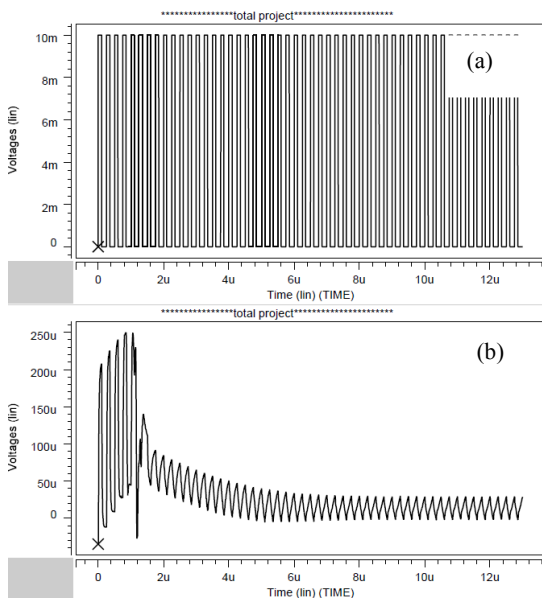 ****************total project**********************
(a)
Voltages (lin)
10m
8m
6m
4m
2m
0
0 2u 4u 6u 8u 10u 12u
Time (lin) (TIME)
****************total project**********************
(b)
Voltages (lin)
250u
200u
150u
100u
50u
0
0 2u 4u 6u 8u 10u 12u
Time (lin) (TIME)